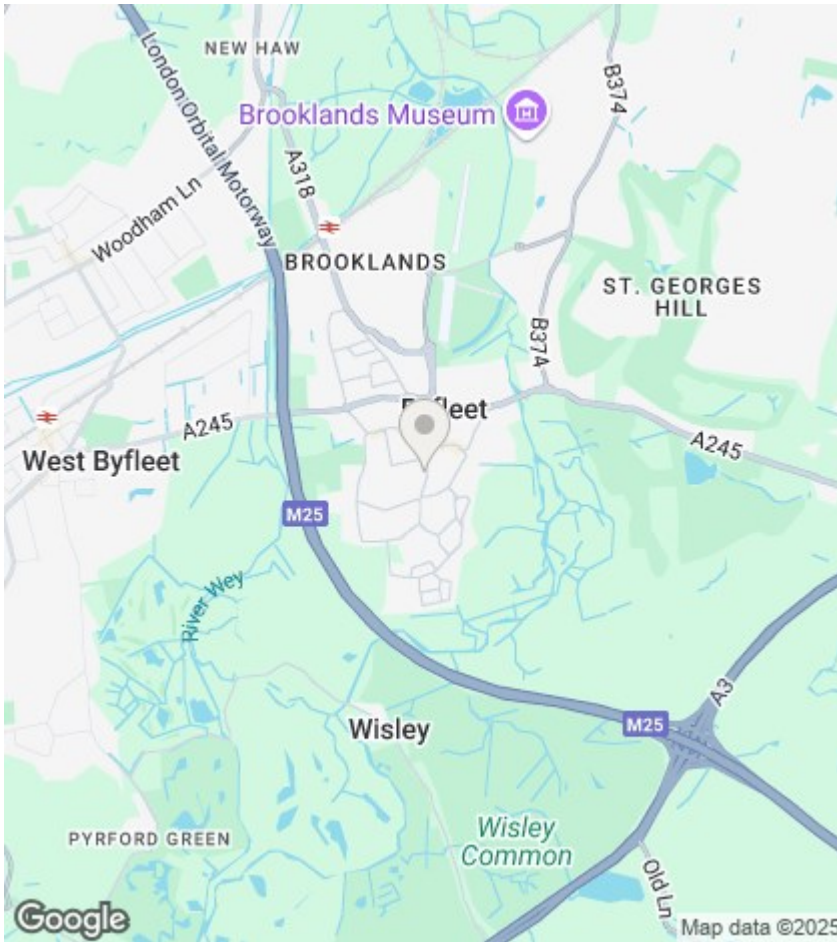 NEW HAW
London Orbital Motorway
B374
Brooklands Museum
A318
Woodham Ln
BROOKLANDS
ST. GEORGES
HILL
B374
A245
A245
West Byfleet
M25
River Wey
A3
Wisley
M25
PYRFORD GREEN
Wisley
Common
Old Ln
Google
Map data ©2025